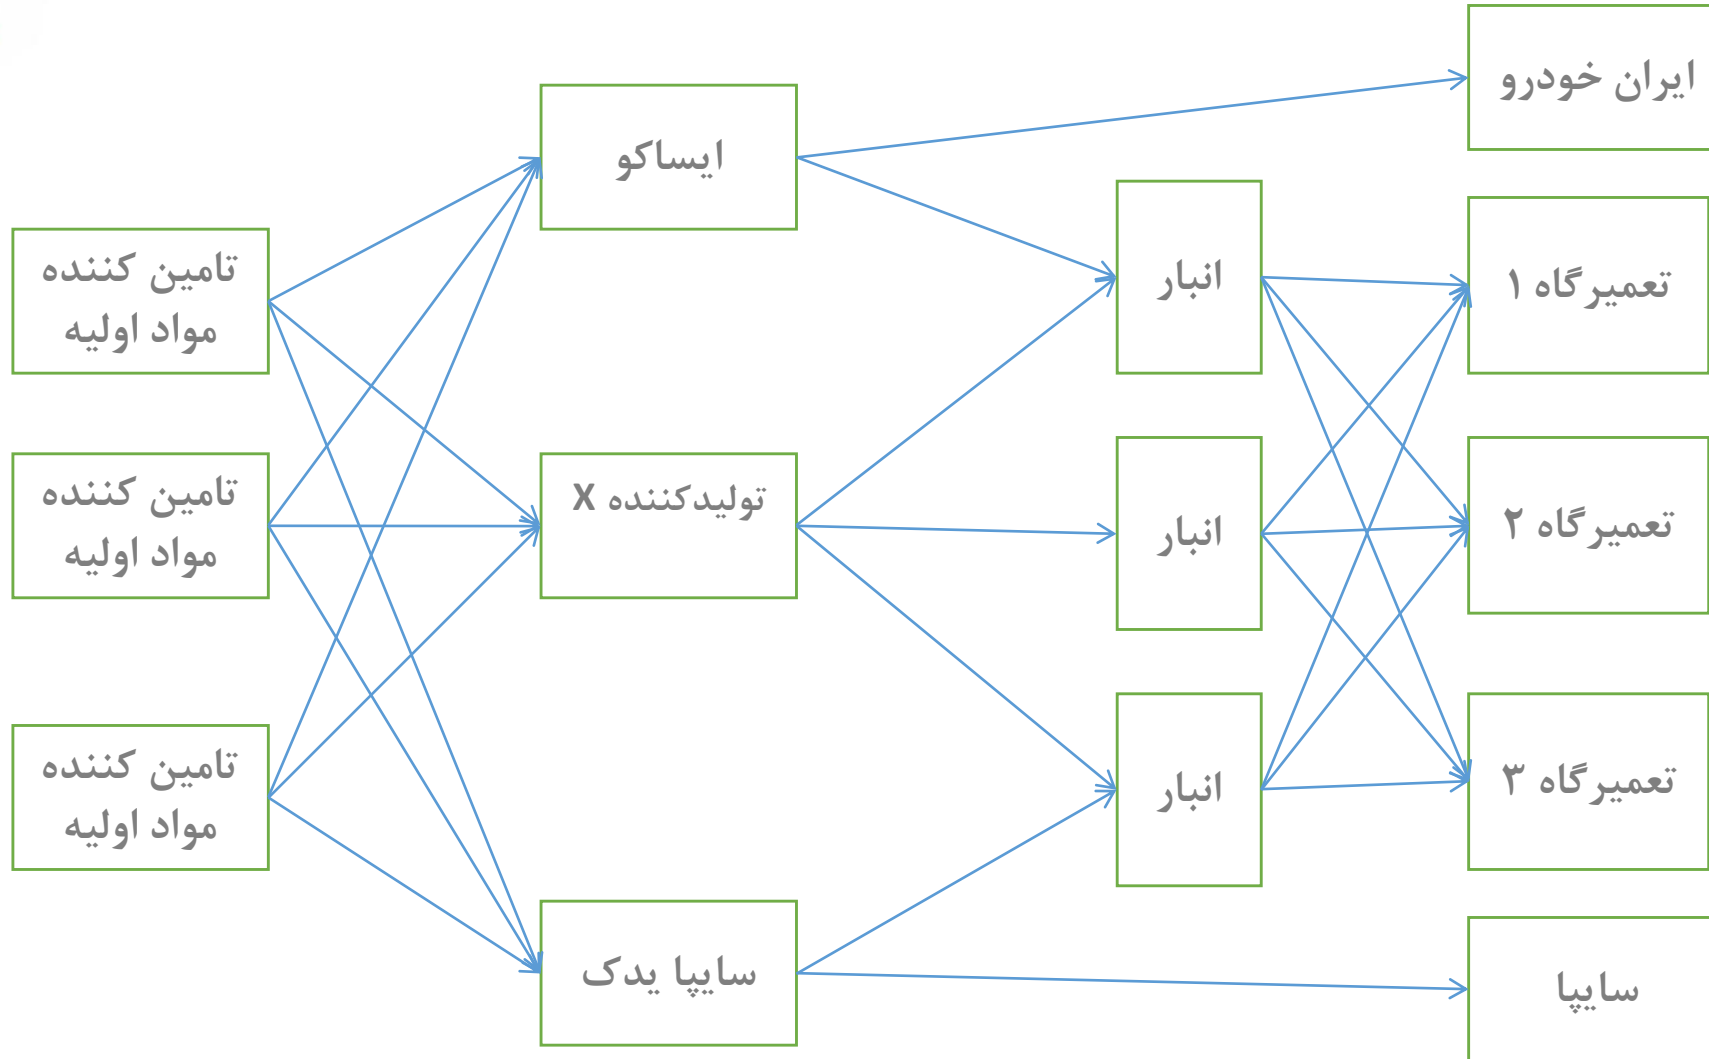 ایران خودرو
ایساکو
تامین کننده
مواد اولیه
انبار
تعمیرگاه ۱
تامین کننده
مواد اولیه
تولیدکننده X
انبار
تعمیرگاه ۲
تامین کننده
مواد اولیه
انبار
تعمیرگاه ۳
سایپا یدک
سایپا